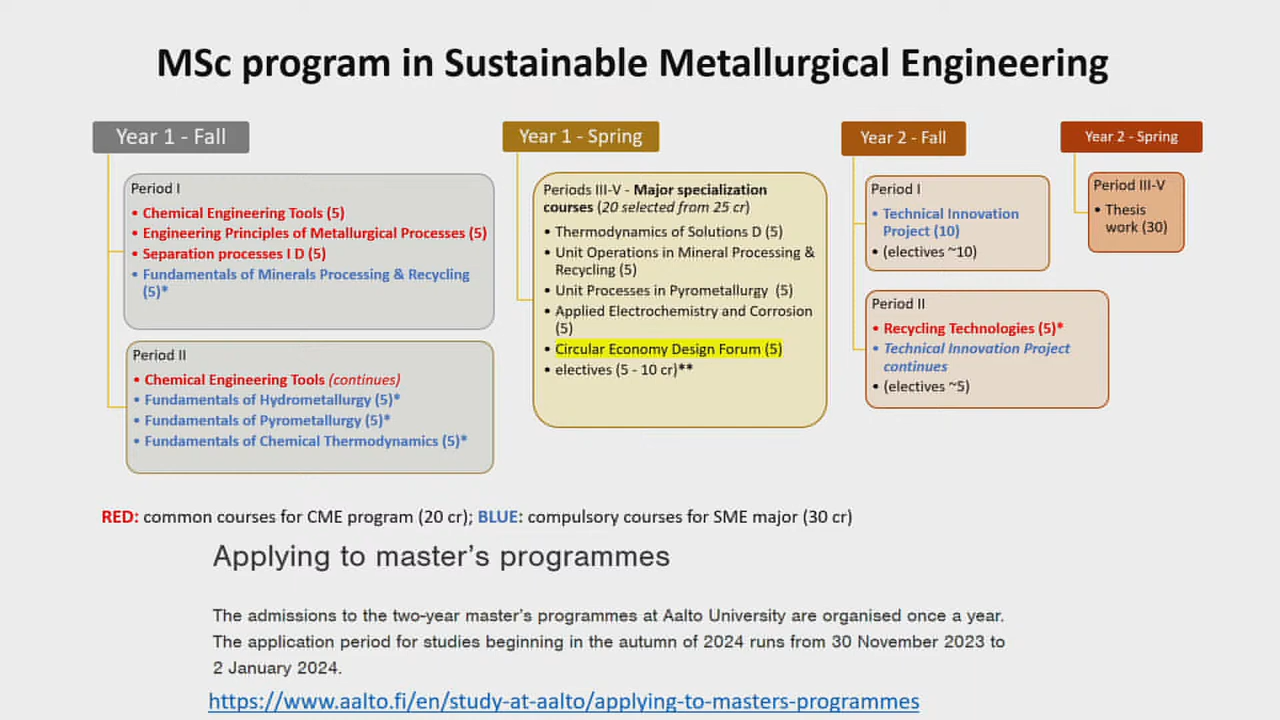 MSc program in Sustainable Metallurgical Engineering
Year 1 - Fall
Period I
• Chemical Engineering Tools (5)
• Engineering Principles of Metallurgical Processes (5)
• Separation processes I D (5)
• Fundamentals of Minerals Processing & Recycling
(5)*
Period II
• Chemical Engineering Tools (continues)
• Fundamentals of Hydrometallurgy (5)*
• Fundamentals of Pyrometallurgy (5)*
• Fundamentals of Chemical Thermodynamics (5)*
Year 1 - Spring
Periods III-V - Major specialization
courses (20 selected from 25 cr)
• Thermodynamics of Solutions D (5)
• Unit Operations in Mineral Processing &
Recycling (5)
• Unit Processes in Pyrometallurgy (5)
• Applied Electrochemistry and Corrosion
(5)
• Circular Economy Design Forum (5)
• electives (5 - 10 cr)**
Year 2 - Fall
Period I
• Technical Innovation
Project (10)
• (electives ~10)
Period II
• Recycling Technologies (5)*
• Technical Innovation Project
continues
• (electives ~5)
Year 2 - Spring
Period III-V
• Thesis
work (30)
RED: common courses for CME program (20 cr); BLUE: compulsory courses for SME major (30 cr)
Applying to master's programmes
The admissions to the two-year master's programmes at Aalto University are organised once a year.
The application period for studies beginning in the autumn of 2024 runs from 30 November 2023 to
2 January 2024.
https://www.aalto.fi/en/study-at-aalto/applying-to-masters-programmes